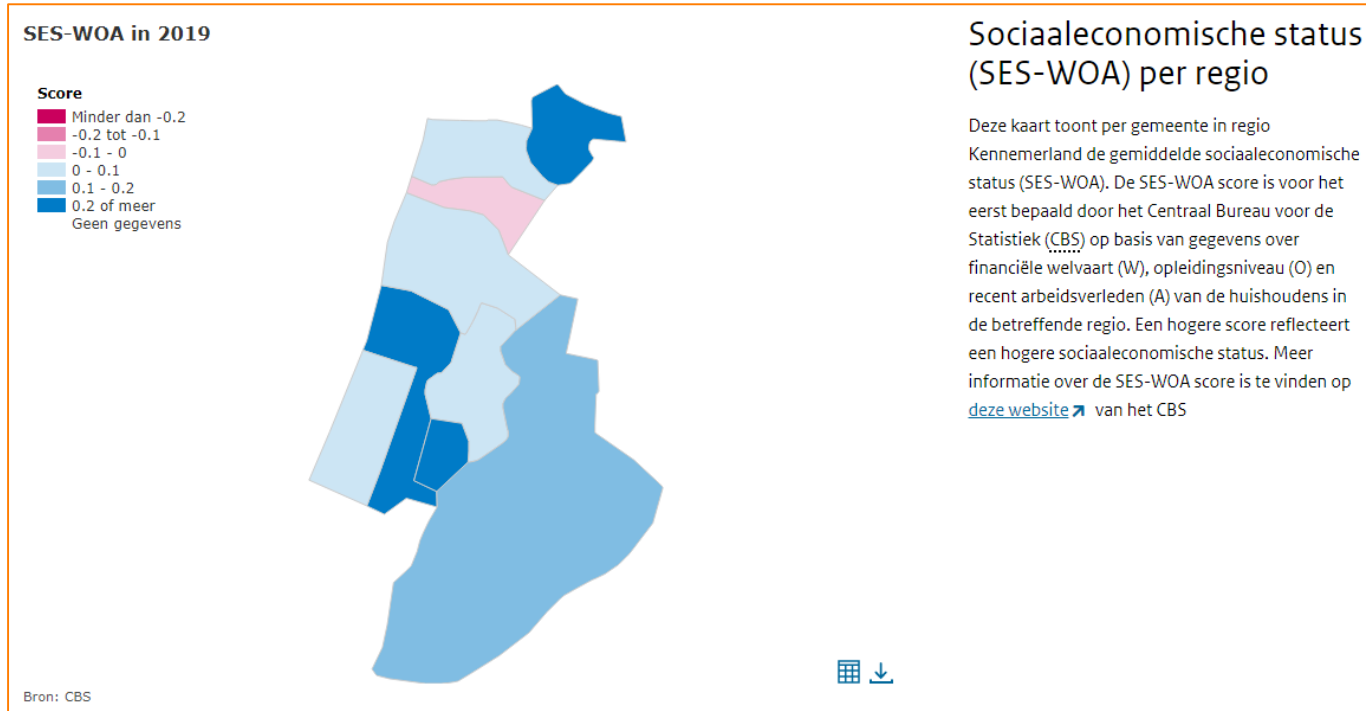 SES-WOA in 2019
Score
Minder dan -0.2
-0.2 tot -0.1
-0.1 - 0
0 - 0.1
0.1 - 0.2
0.2 of meer
Geen gegevens
Bron: CBS
Sociaaleconomische status
(SES-WOA) per regio
Deze kaart toont per gemeente in regio
Kennemerland de gemiddelde sociaaleconomische
status (SES-WOA). De SES-WOA score is voor het
eerst bepaald door het Centraal Bureau voor de
Statistiek (CBS) op basis van gegevens over
financiële welvaart (W), opleidingsniveau (O) en
recent arbeidsverleden (A) van de huishoudens in
de betreffende regio. Een hogere score reflecteert
een hogere sociaaleconomische status. Meer
informatie over de SES-WOA score is te vinden op
deze website van het CBS